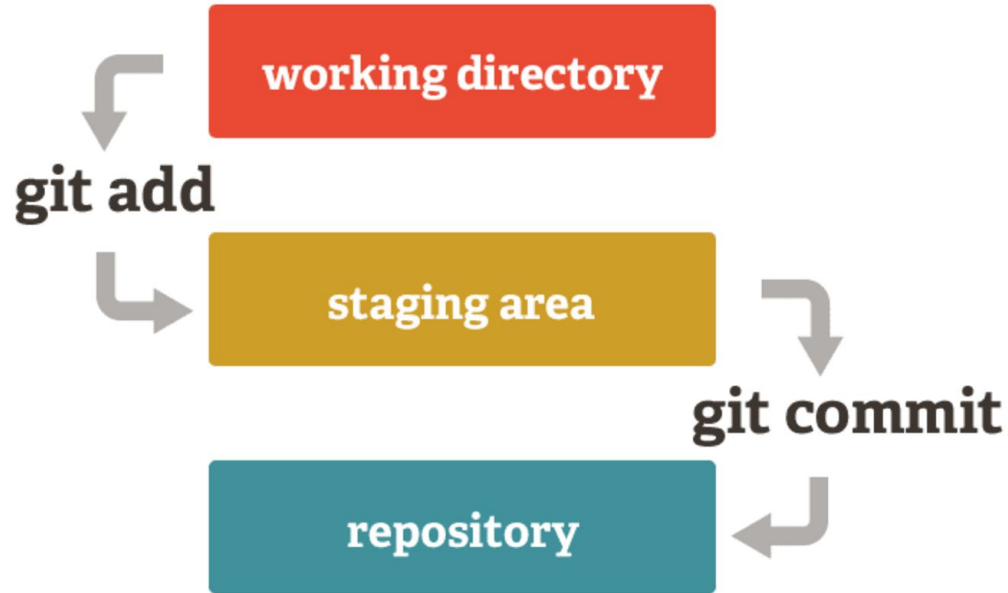 working directory
git add
staging area
git commit
repository